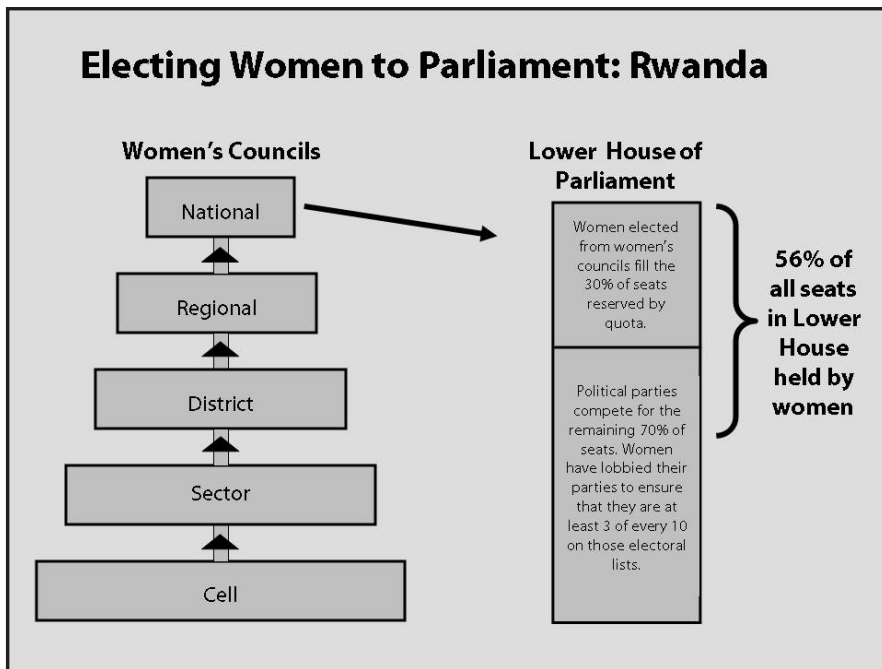 Electing Women to Parliament: Rwanda
Women's Councils
National
Regional
District
Sector
Cell
Lower House of
Parliament
Women elected
from women's
councils fill the
30% of seats
reserved by
quota.
Political parties
compete for the
remaining 70% of
seats. Women
have lobbied their
parties to ensure
that they are at
least 3 of every 10
on those electoral
lists.
56% of
all seats
in Lower
House
held by
women